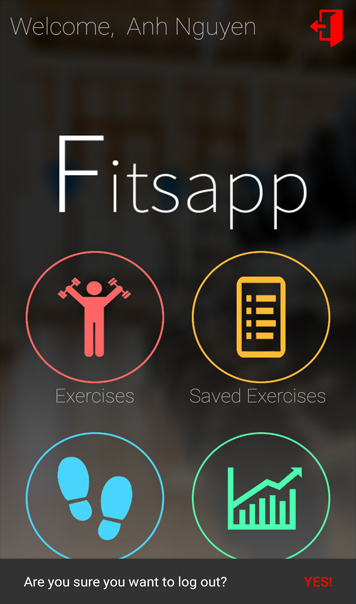 Welcome,  Anh Nguyen
Fitsapp
Exercises
Saved Exercises
Are you sure you want to log out?
YES!